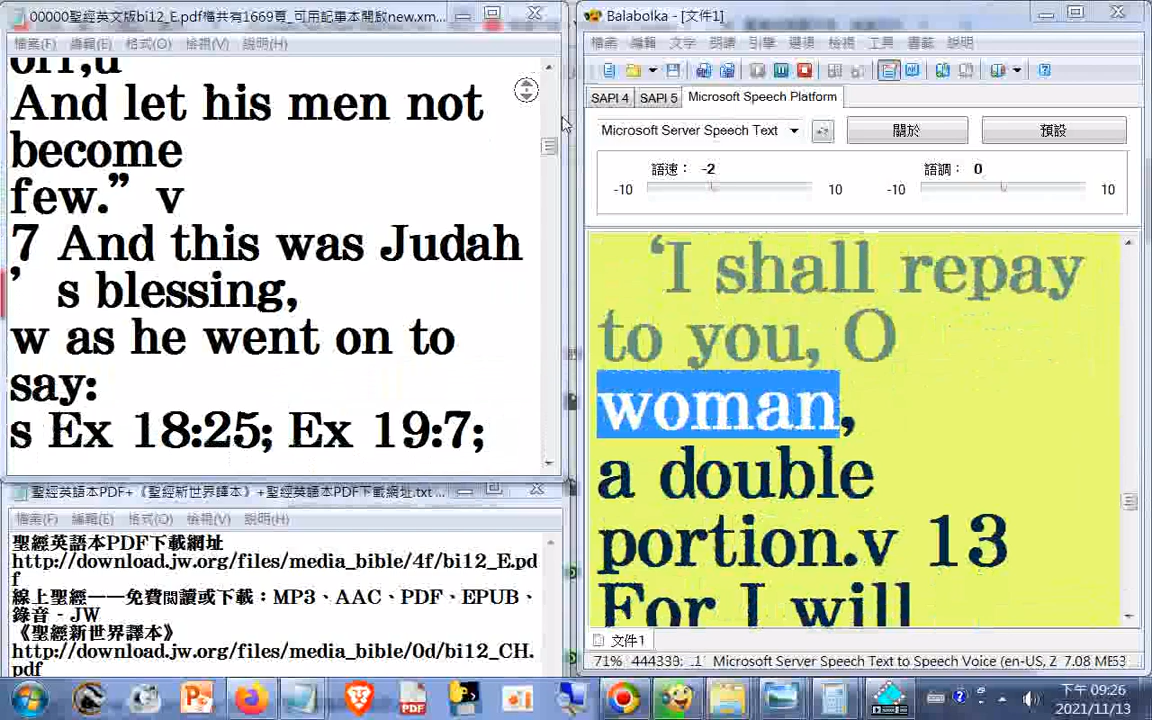 00000聖經英文版bi12_E.pdf檔共有1669頁_可用記事本開啟new.xm...
檔案(F) 編輯(E) 格式(O) 檢視(V) 說明(H)
And let his men not
become
few.” v
7 And this was Judah
’ s blessing,
w as he went on to
say:
s Ex 18:25; Ex 19:7;
聖經英語本PDF+《聖經新世界譯本》+聖經英語本PDF下載網址.txt ...
檔案(F) 編輯(E) 格式(O) 檢視(V) 說明(H)
聖經英語本PDF下載網址
http://download.jw.org/files/media_bible/4f/bi12_E.pd
f
線上聖經——免費閱讀或下載：MP3、AAC、PDF、EPUB、
錄音 - JW
《聖經新世界譯本》
http://download.jw.org/files/media_bible/0d/bi12_CH.
pdf
Balabolka - [文件1]
檔案 編輯 文字 朗讀 引擎 選項 檢視 工具 書籤 說明
SAPI 4 SAPI 5 Microsoft Speech Platform
Microsoft Server Speech Text 關於 預設
語速： -2 語調： 0
-10 10 -10 10
‘I shall repay
to you, O
woman,
a double
portion.v 13
For I will
文件1
71% Microsoft Server Speech Text to Speech Voice (en-US, Z 7.08 ME53
下午 09:26
2021/11/13